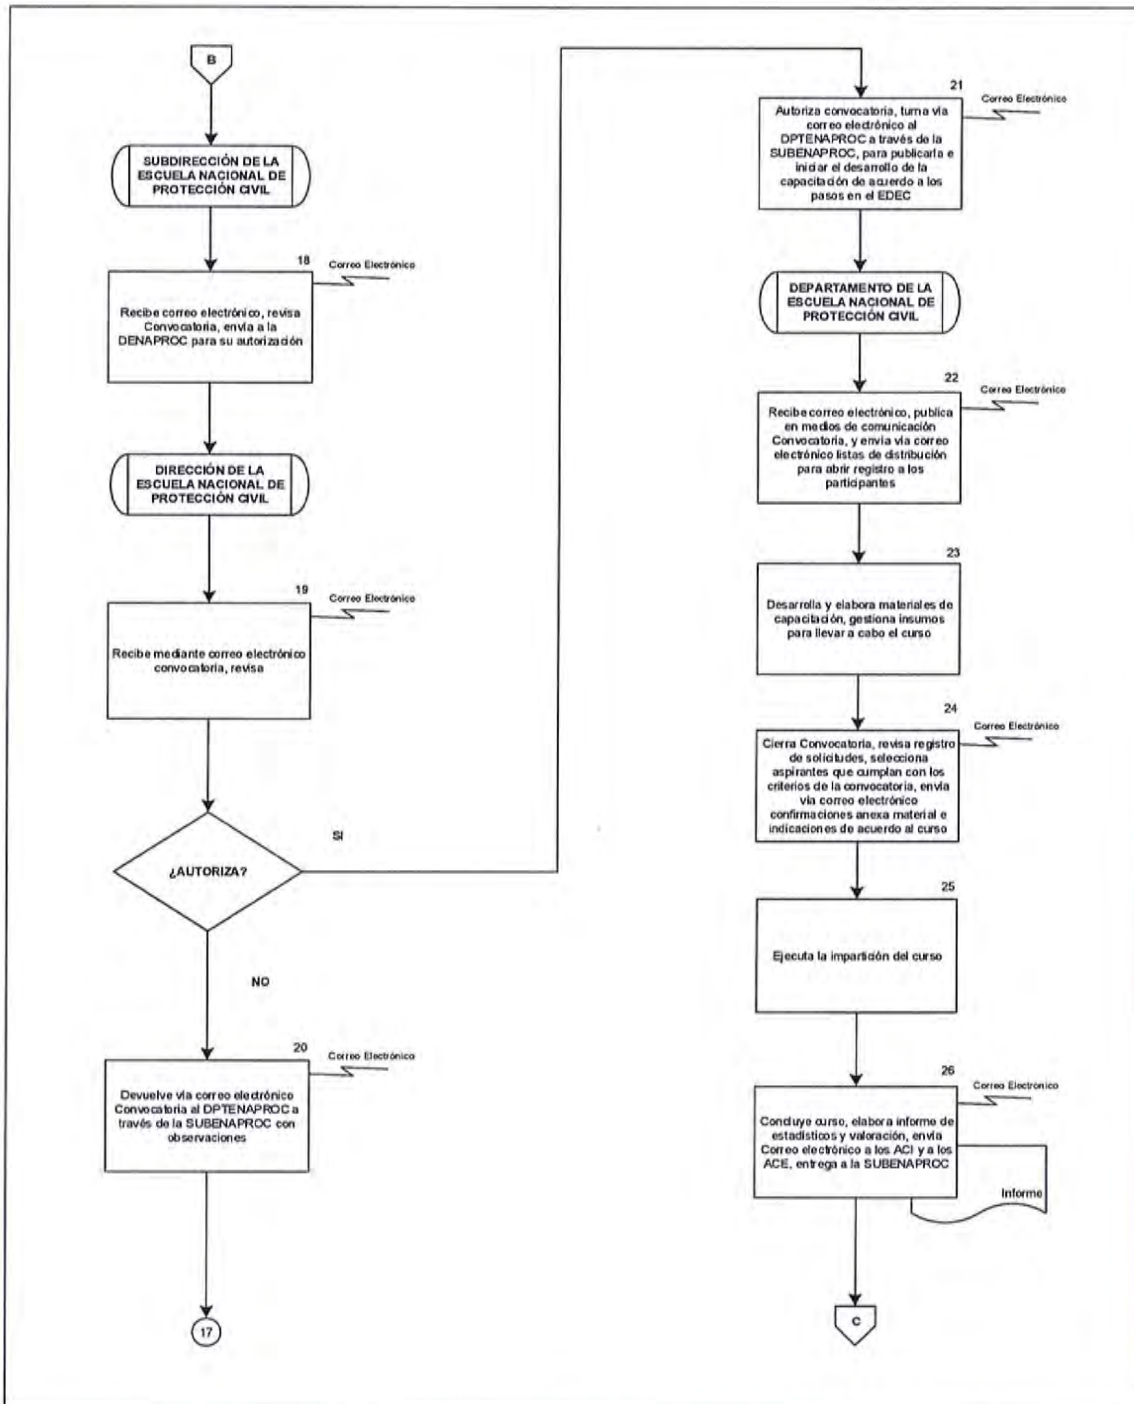 B
SUBDIRECCIÓN DE LA
ESCUELA NACIONAL DE
PROTECCIÓN CIVIL
18
Correo Electrónico
Recibe correo electrónico, revisa
Convocatoria, envía a la
DENAPROC para su autorización
DIRECCIÓN DE LA
ESCUELA NACIONAL DE
PROTECCIÓN CIVIL
19
Correo Electrónico
Recibe mediante correo electrónico
convocatoria, revisa
¿AUTORIZA?
SI
NO
20
Correo Electrónico
Devuelve vía correo electrónico
Convocatoria al DPTENAPROC a
través de la SUBENAPROC con
observaciones
17
21
Correo Electrónico
Autoriza convocatoria, turna vía
correo electrónico al
DPTENAPROC a través de la
SUBENAPROC, para publicarla e
iniciar el desarrollo de la
capacitación de acuerdo a los
pasos en el EDEC
DEPARTAMENTO DE LA
ESCUELA NACIONAL DE
PROTECCIÓN CIVIL
22
Correo Electrónico
Recibe correo electrónico, publica
en medios de comunicación
Convocatoria, y envía vía correo
electrónico listas de distribución
para abrir registro a los
participantes
23
Desarrolla y elabora materiales de
capacitación, gestiona insumos
para llevar a cabo el curso
24
Correo Electrónico
Cierra Convocatoria, revisa registro
de solicitudes, selecciona
aspirantes que cumplan con los
criterios de la convocatoria, envía
vía correo electrónico
confirmaciones anexa material e
indicaciones de acuerdo al curso
25
Ejecuta la impartición del curso
26
Correo Electrónico
Concluye curso, elabora informe de
estadísticos y valoración, envía
Correo electrónico a los ACI y a los
ACE, entrega a la SUBENAPROC
Informe
C